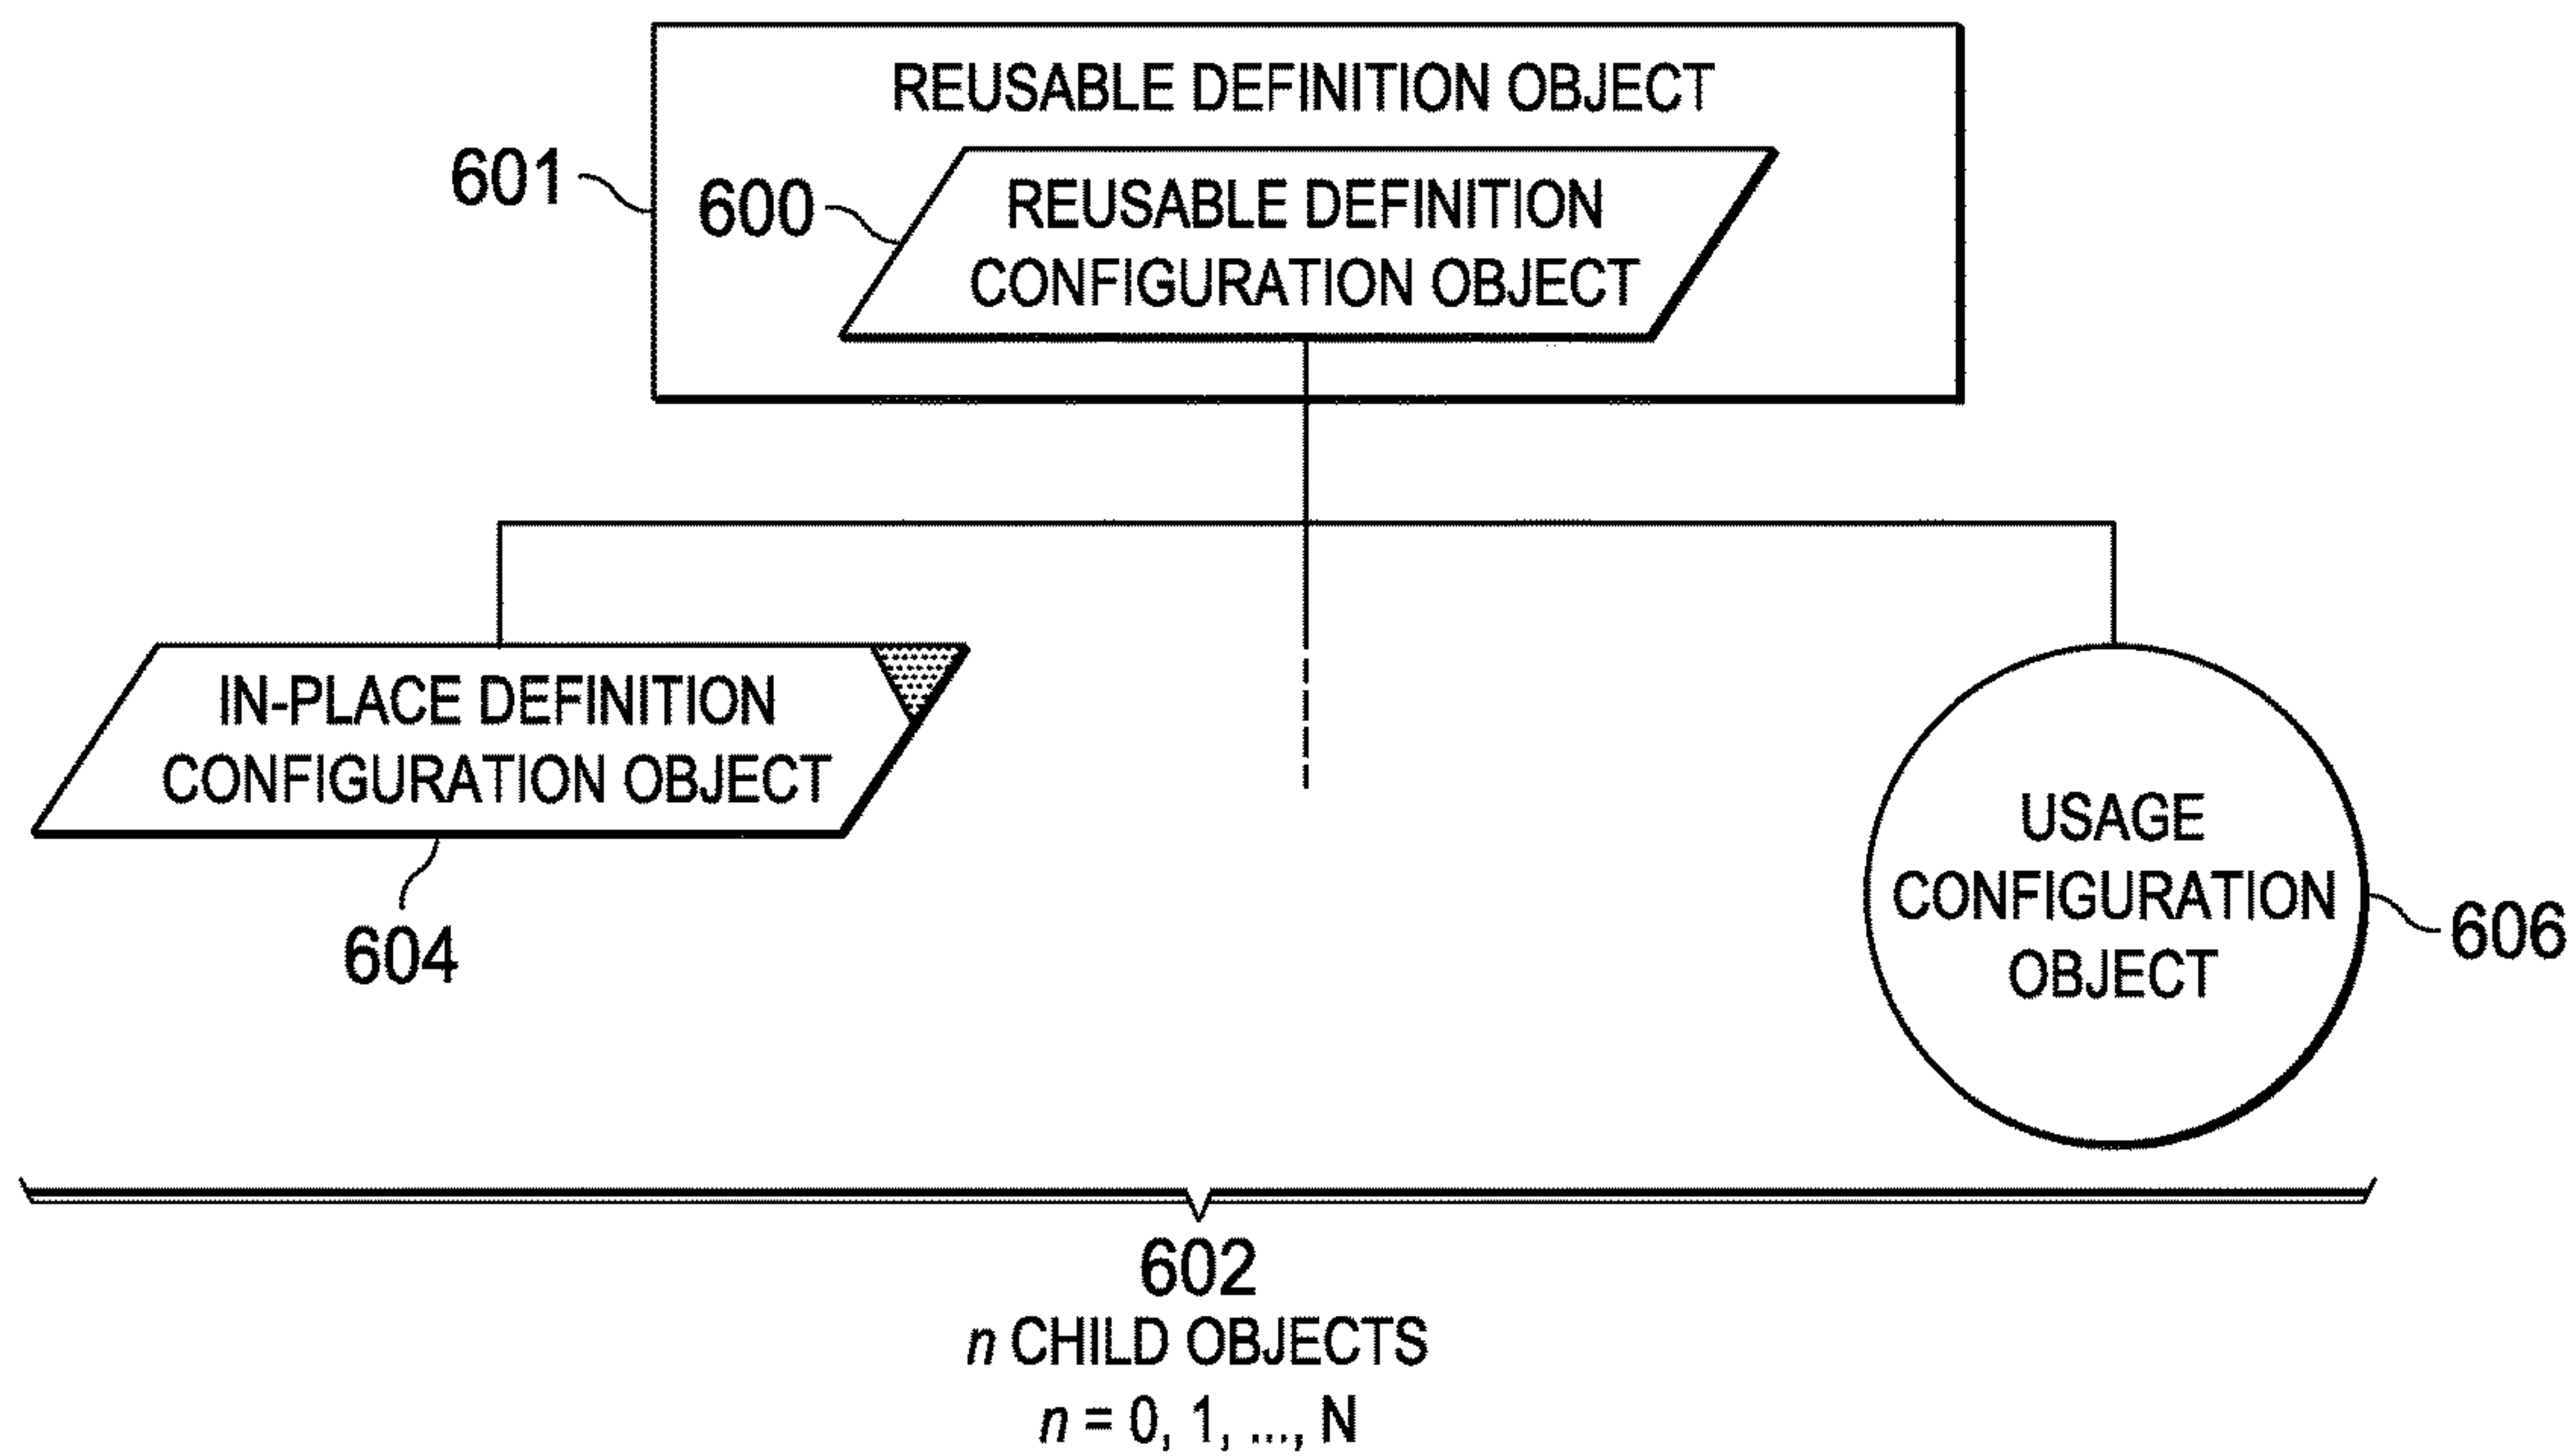 REUSABLE DEFINITION OBJECT
601
600
REUSABLE DEFINITION
CONFIGURATION OBJECT
IN-PLACE DEFINITION
CONFIGURATION OBJECT
604
USAGE
CONFIGURATION
OBJECT
606
602
n CHILD OBJECTS
n = 0, 1, ..., N